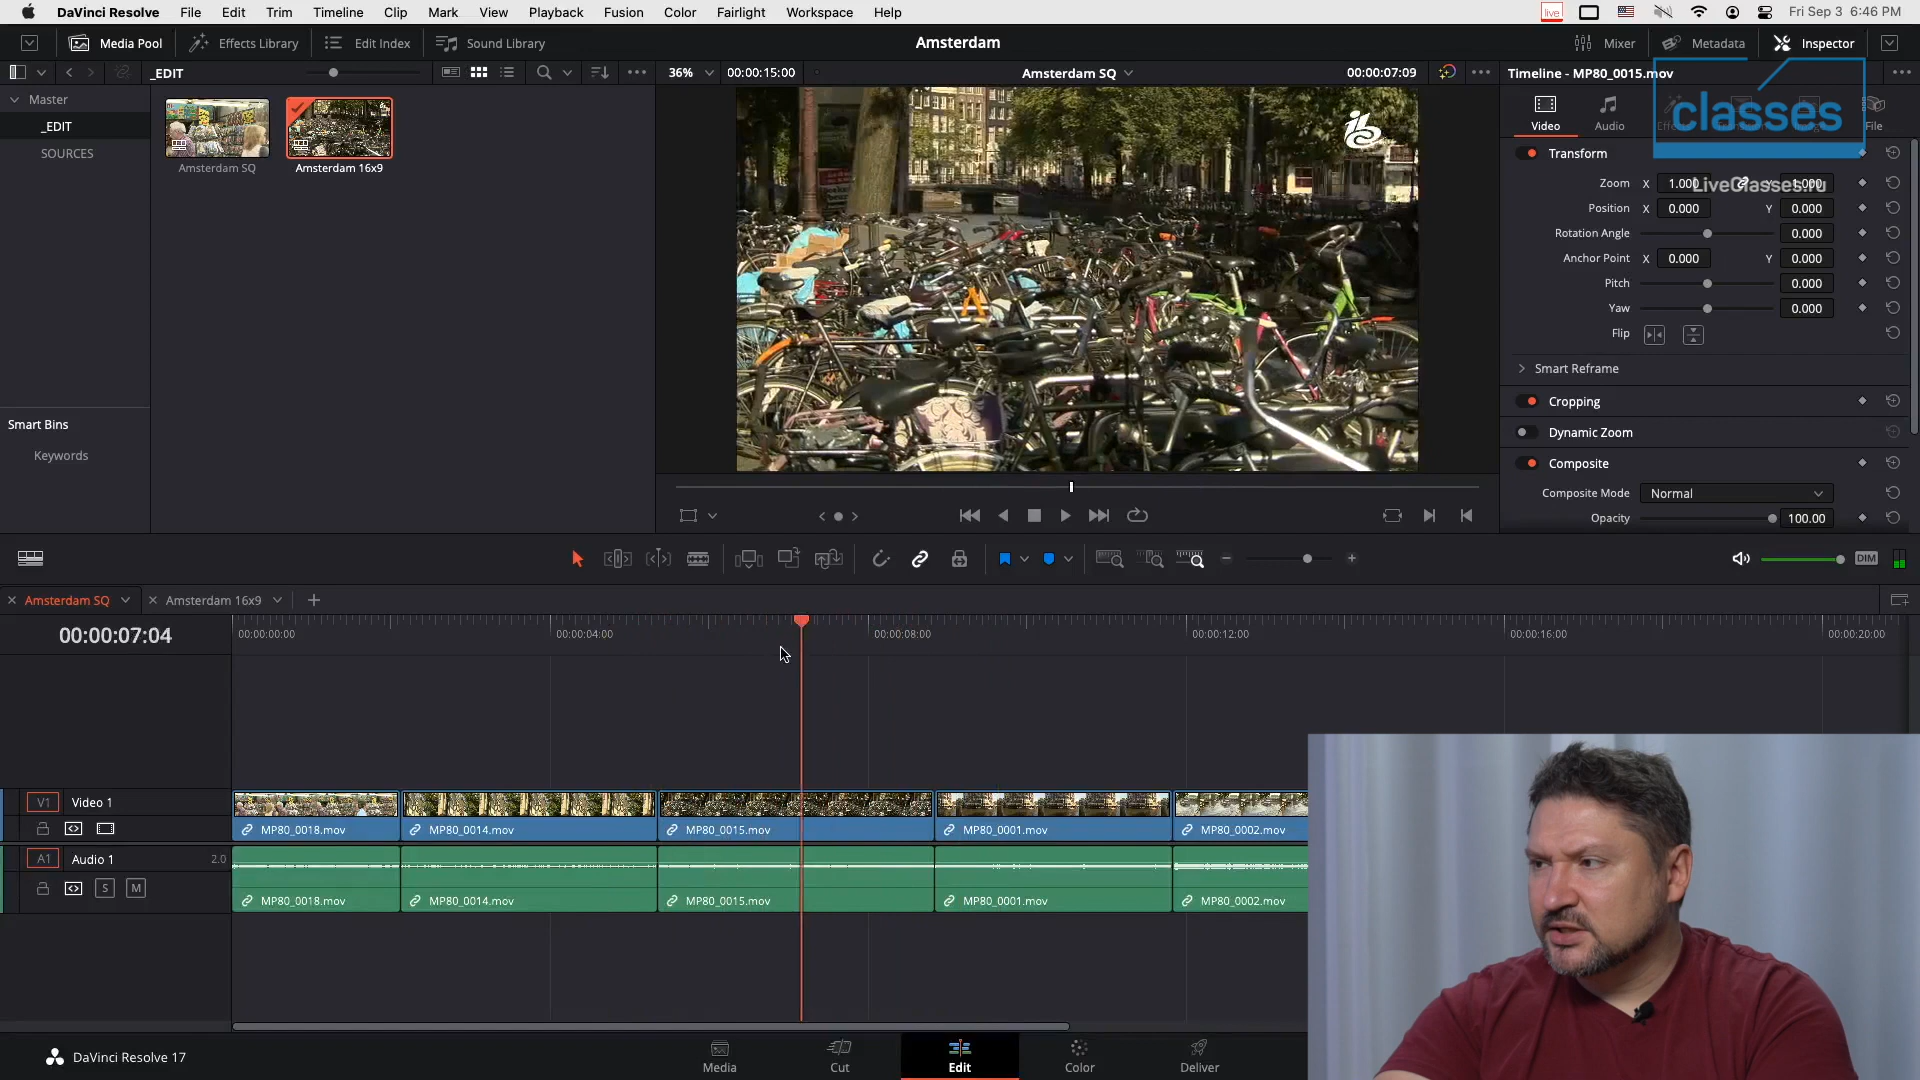 DaVinci Resolve File Edit Trim Timeline Clip Mark View Playback Fusion Color Fairlight Workspace Help live Fri Sep 3 6:46 PM
Media Pool Effects Library Edit Index Sound Library Amsterdam Mixer Metadata Inspector
_EDIT 36% 00:00:15:00 Amsterdam SQ 00:00:07:09 Timeline - MP80_0015.mov
Master
_EDIT
SOURCES
Amsterdam SQ Amsterdam 16x9
Smart Bins
Keywords
classes
LiveClasses.ru
Video Audio File
Transform
Zoom X 1.000 Y 1.000
Position X 0.000 Y 0.000
Rotation Angle 0.000
Anchor Point X 0.000 Y 0.000
Pitch 0.000
Yaw 0.000
Flip
Smart Reframe
Cropping
Dynamic Zoom
Composite
Composite Mode Normal
Opacity 100.00
DIM
Amsterdam SQ Amsterdam 16x9
00:00:07:04 00:00:00:00 00:00:04:00 00:00:08:00 00:00:12:00 00:00:16:00 00:00:20:00
V1 Video 1
MP80_0018.mov MP80_0014.mov MP80_0015.mov MP80_0001.mov MP80_0002.mov
A1 Audio 1 2.0
S M
MP80_0018.mov MP80_0014.mov MP80_0015.mov MP80_0001.mov MP80_0002.mov
DaVinci Resolve 17 Media Cut Edit Color Deliver